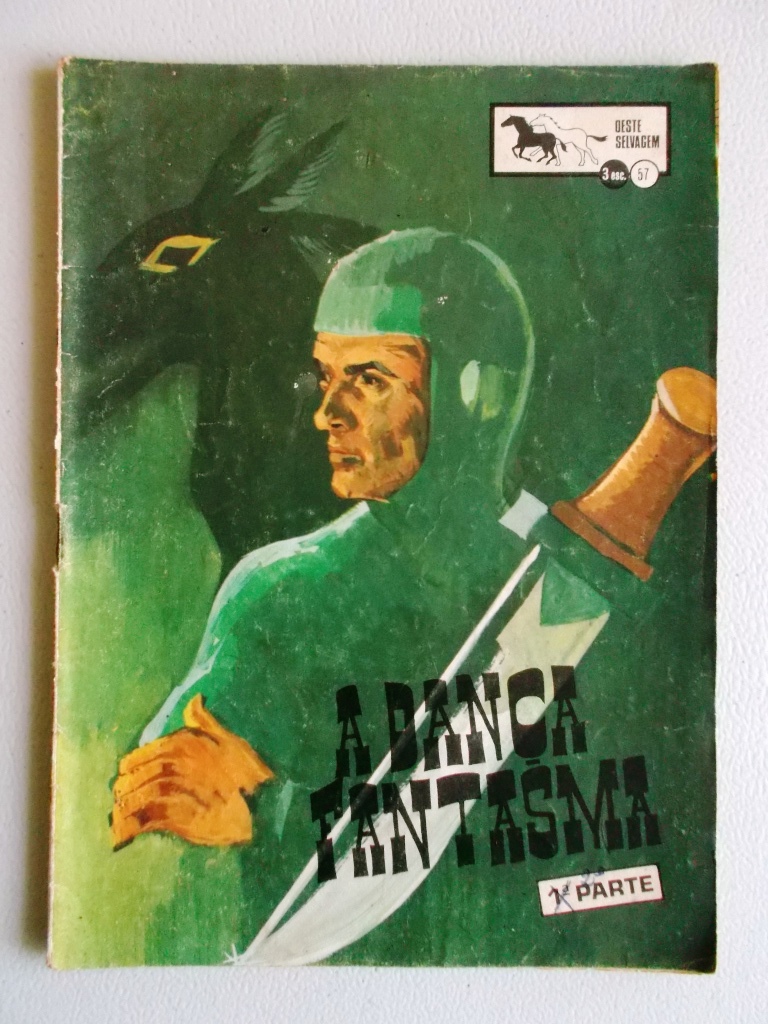 OESTE
SELVAGEM
3 esc. 57
A DANÇA
FANTASMA
1ª PARTE